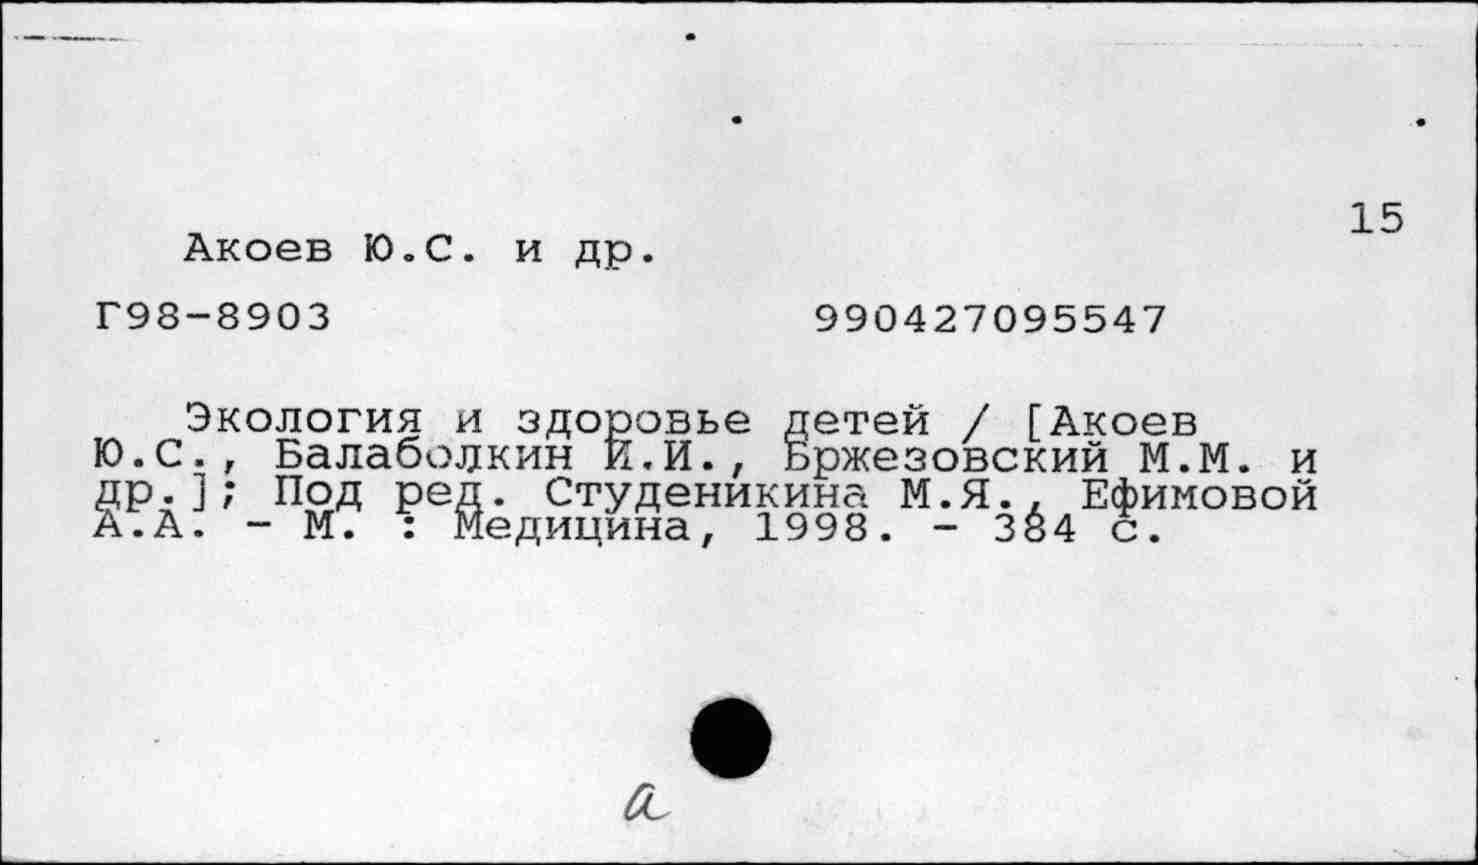 15
Акоев Ю.С. и др.
Г98-8903 990427095547
Экология и здоровье детей / [Акоев
Ю.С., Балаболкин И.И., Бржезовский М.М. и
др.]; Под ред. Студеникина М.Я., Ефимовой
А.А. - М. : Медицина, 1998. - 384 с.
а